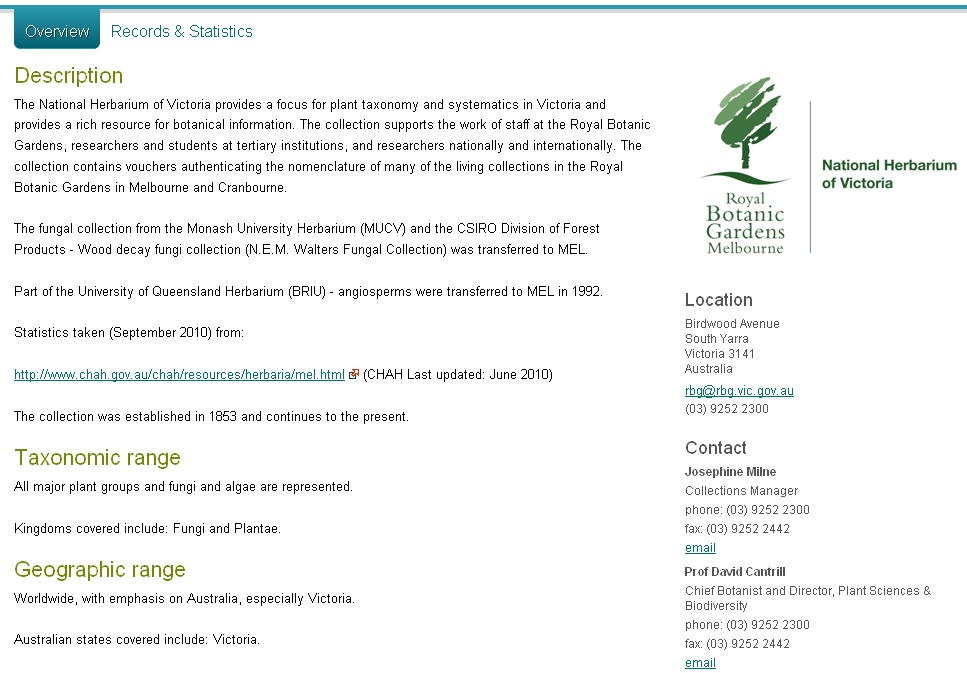 Overview
Records & Statistics
Description
The National Herbarium of Victoria provides a focus for plant taxonomy and systematics in Victoria and
provides a rich resource for botanical information. The collection supports the work of staff at the Royal Botanic
Gardens, researchers and students at tertiary institutions, and researchers nationally and internationally. The
collection contains vouchers authenticating the nomenclature of many of the living collections in the Royal
Botanic Gardens in Melbourne and Cranbourne.
The fungal collection from the Monash University Herbarium (MUCV) and the CSIRO Division of Forest
Products - Wood decay fungi collection (N.E.M. Walters Fungal Collection) was transferred to MEL.
Part of the University of Queensland Herbarium (BRIU) - angiosperms were transferred to MEL in 1992.
Statistics taken (September 2010) from:
http://www.chah.gov.au/chah/resources/herbaria/mel.html (CHAH Last updated: June 2010)
The collection was established in 1853 and continues to the present.
Taxonomic range
All major plant groups and fungi and algae are represented.
Kingdoms covered include: Fungi and Plantae.
Geographic range
Worldwide, with emphasis on Australia, especially Victoria.
Australian states covered include: Victoria.
Royal
Botanic
Gardens
Melbourne
National Herbarium
of Victoria
Location
Birdwood Avenue
South Yarra
Victoria 3141
Australia
rbg@rbg.vic.gov.au
(03) 9252 2300
Contact
Josephine Milne
Collections Manager
phone: (03) 9252 2300
fax: (03) 9252 2442
email
Prof David Cantrill
Chief Botanist and Director, Plant Sciences &
Biodiversity
phone: (03) 9252 2300
fax: (03) 9252 2442
email